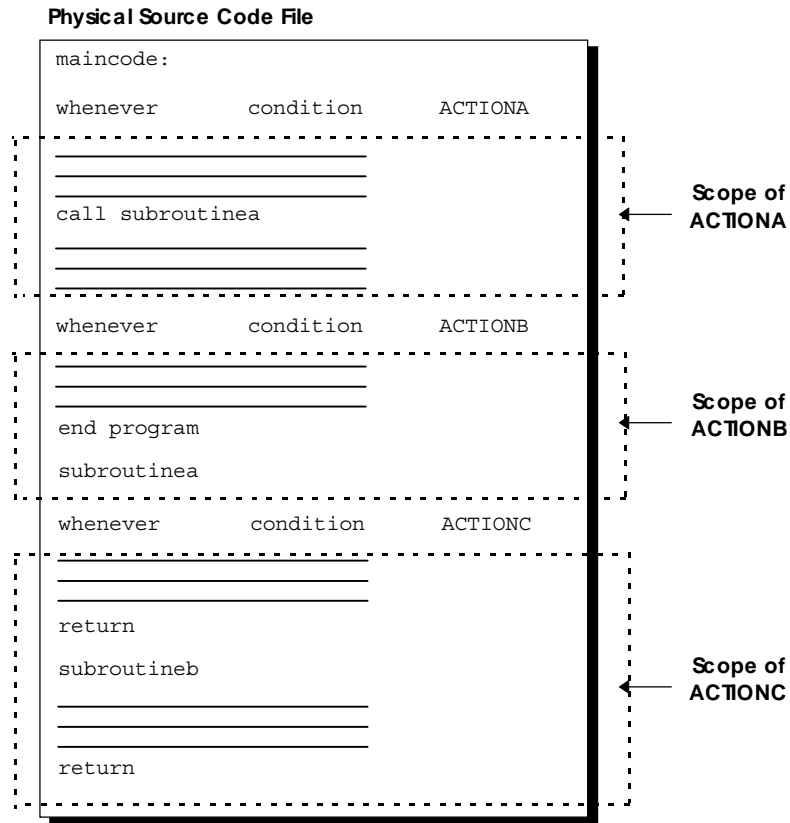 Physical Source Code File
maincode:
whenever condition ACTIONA
call subroutinea
Scope of
ACTIONA
whenever condition ACTIONB
end program
subroutinea
Scope of
ACTIONB
whenever condition ACTIONC
return
subroutineb
return
Scope of
ACTIONC